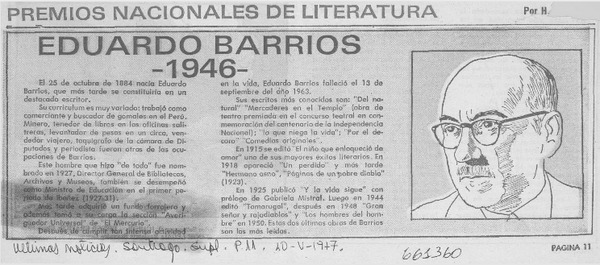 PREMIOS NACIONALES DE LITERATURA
Por H.
EDUARDO BARRIOS
-1946-
El 25 de octubre de 1884 nacía Eduardo
Barrios, que más tarde se constituiría en un
destacado escritor.
Su currículum es muy variado: trabajó como
comerciante y buscador de gomales en el Perú.
Minero, tenedor de libros en las oficinas sali-
treras, levantador de pesas en un circo, ven-
dedor viajero, taquígrafo de la cámara de Di-
putados y periodista fueron otras de las ocu-
paciones de Barrios.
Este hombre que hizo "de todo" fue nombra-
do en 1927, Director General de Bibliotecas,
Archivos y Museos, también se desempeñó
como Ministro de Educación en el primer pe-
ríodo de Ibáñez (1927-31).
Más tarde adquirió un fundo forrajero y
además tomó a su cargo la sección "Averi-
guador Universal" de "El Mercurio".
Después de cumplir tan intensa actividad
en la vida, Eduardo Barrios falleció el 13 de
septiembre del año 1963.
Sus escritos más conocidos son: "Del na-
tural" "Mercaderes en el Templo" (obra de
teatro premiada en el concurso teatral en con-
memoración del centenario de la Independencia
Nacional); "lo que niega la vida"; "Por el de-
coro" "Comedias originales".
En 1915 se editó "El niño que enloqueció de
amor" uno de sus mayores éxitos literarios. En
1918 apareció "Un perdido" y más tarde
"Hermano asno", "Páginas de un pobre diablo"
(1923).
En 1925 publicó "Y la vida sigue" con
prólogo de Gabriela Mistral. Luego en 1944
editó "Tamarugal", después en 1948 "Gran
señor y rajadiablos" y "Los hombres del hom-
bre" en 1950. Estas dos últimas obras de Barrios
son las más leídas.
Últimas Noticias. Santiago. Supl. P.11. 20-V-1977.
661360
PAGINA 11